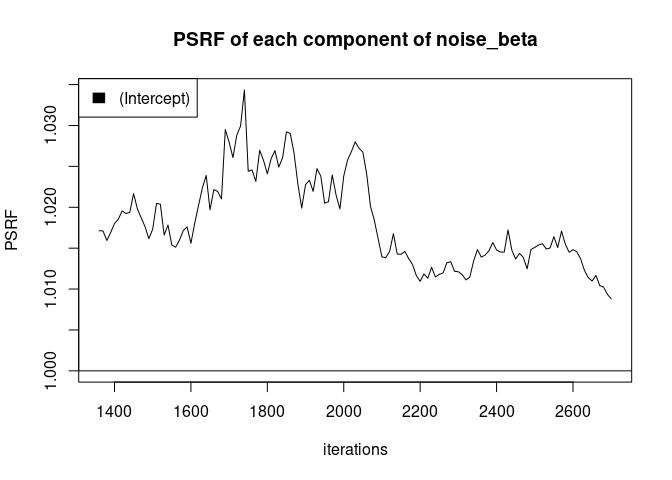 PSRF of each component of noise_beta
(Intercept)
PSRF
1.030
1.020
1.010
1.000
1400 1600 1800 2000 2200 2400 2600
iterations